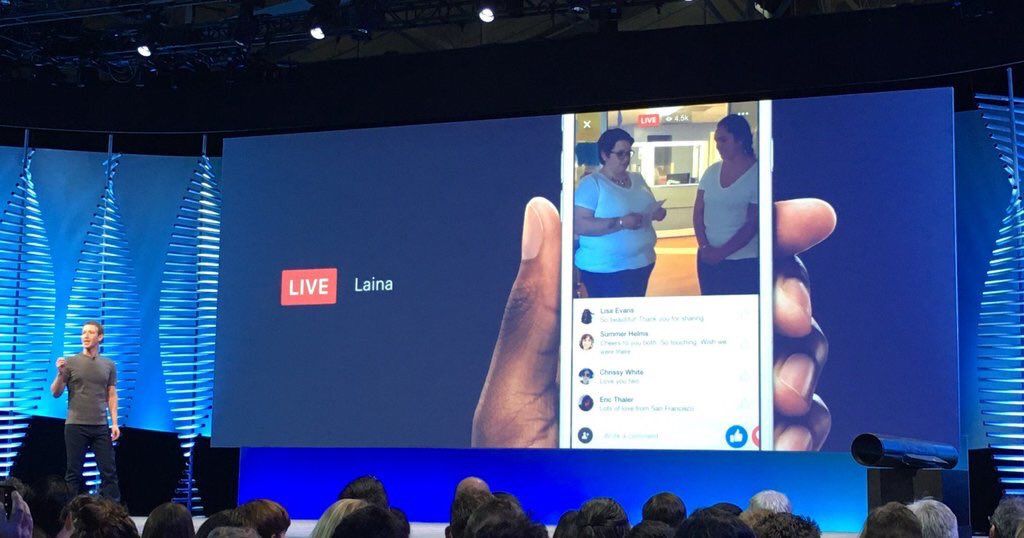 LIVE 4.5k
LIVE Laina
Lisa Evans
So beautiful! Thank you for sharing.
Summer Helms
Cheers to you both. So touching. Wish we
were there
Chrissy White
Love you two
Eric Thaler
Lots of love from San Francisco
Write a comment